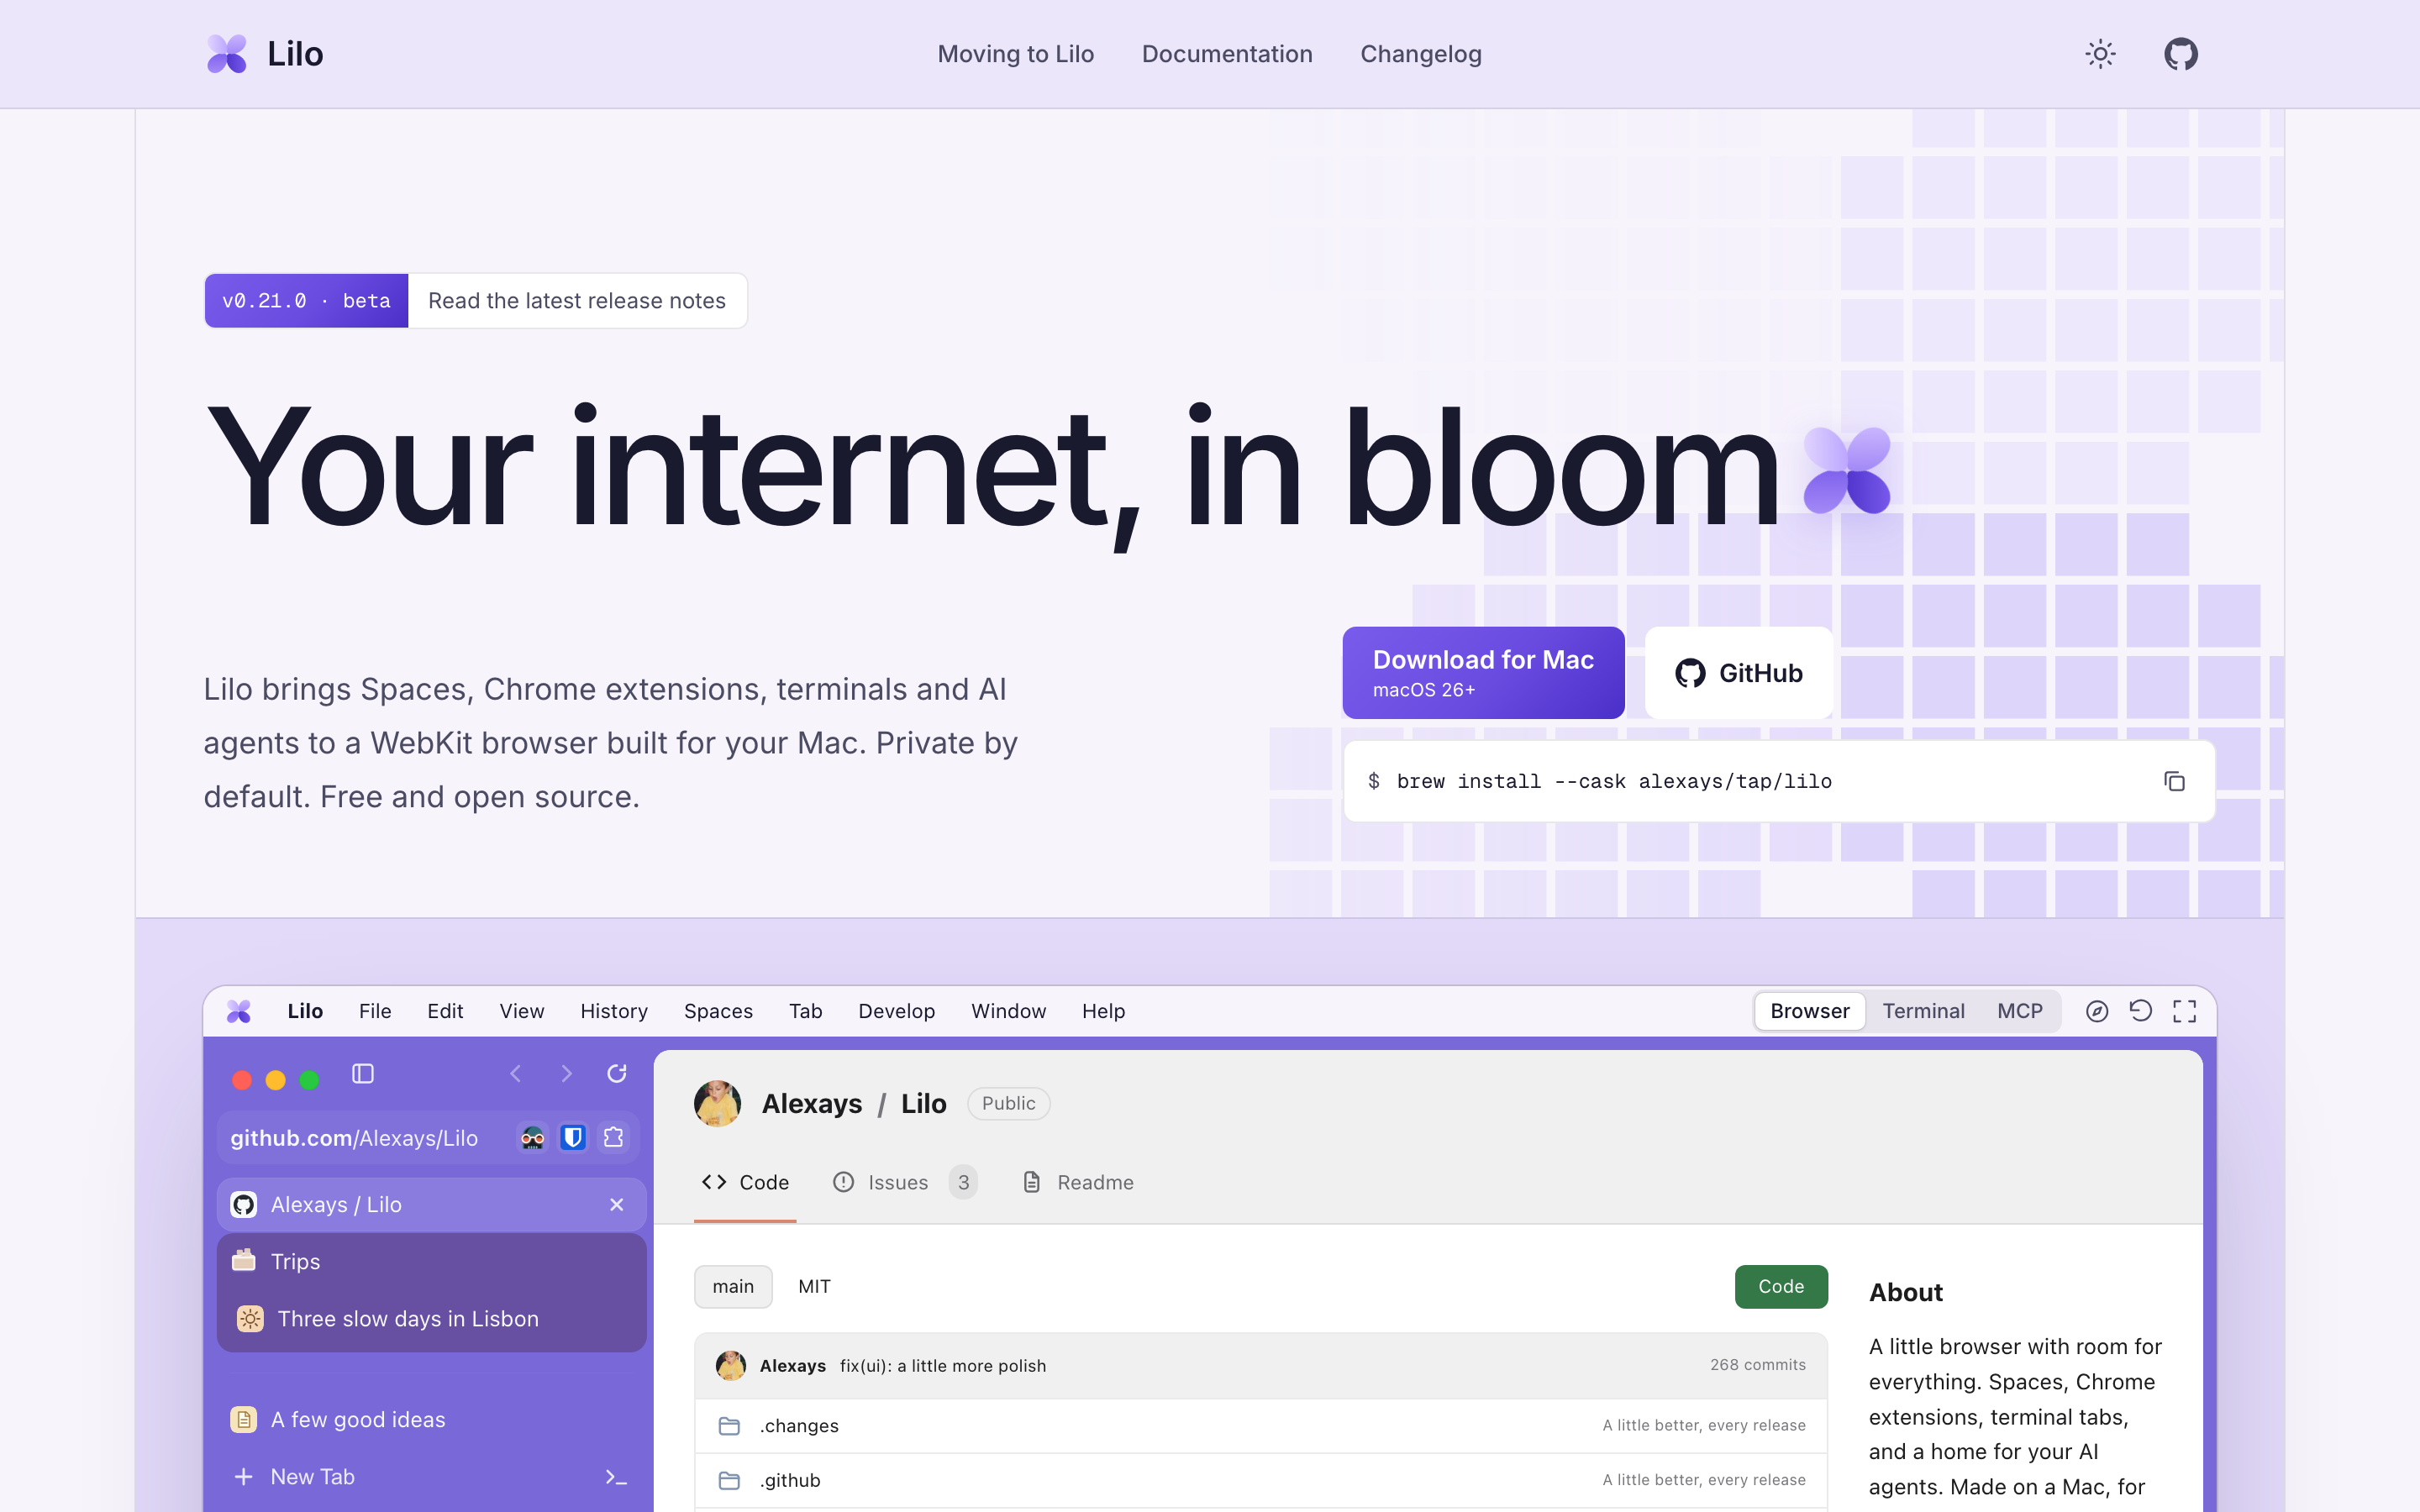 Lilo
Moving to Lilo Documentation Changelog
v0.21.0 · beta Read the latest release notes
Your internet, in bloom
Lilo brings Spaces, Chrome extensions, terminals and AI
agents to a WebKit browser built for your Mac. Private by
default. Free and open source.
Download for Mac
macOS 26+
GitHub
$ brew install --cask alexays/tap/lilo
Lilo File Edit View History Spaces Tab Develop Window Help
Browser Terminal MCP
github.com/Alexays/Lilo
Alexays / Lilo
Trips
Three slow days in Lisbon
A few good ideas
New Tab
Alexays / Lilo Public
Code Issues 3 Readme
main MIT Code
Alexays fix(ui): a little more polish 268 commits
.changes A little better, every release
.github A little better, every release
About
A little browser with room for
everything. Spaces, Chrome
extensions, terminal tabs,
and a home for your AI
agents. Made on a Mac, for